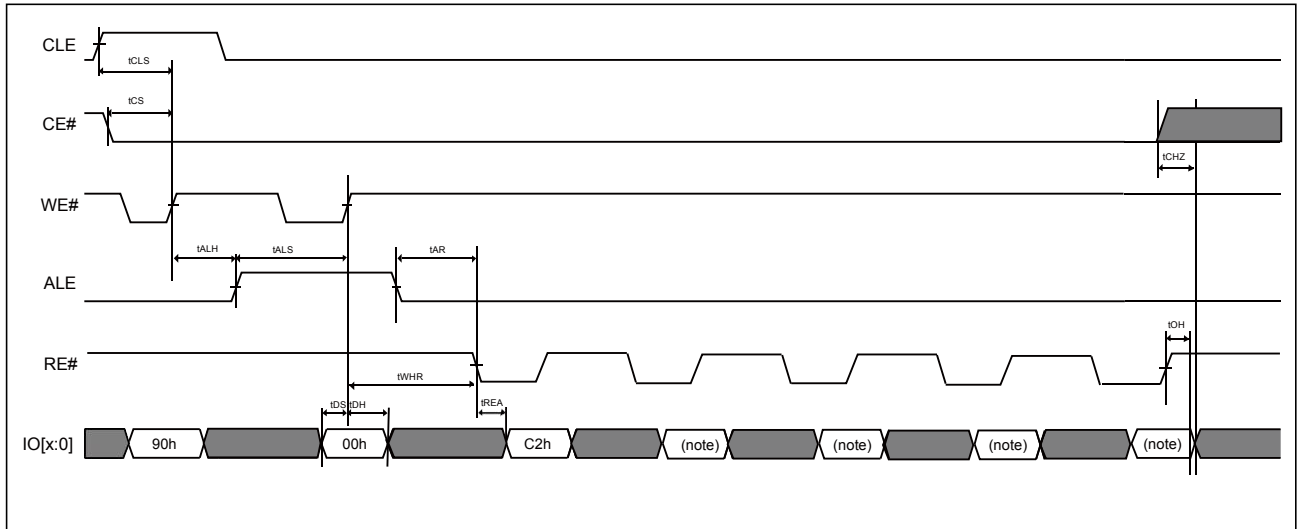 CLE
tCLS
tCS
CE#
tCHZ
WE#
tALH tALS tAR
ALE
tOH
RE#
tWHR
tREA
tDS tDH
IO[x:0] 90h 00h C2h (note) (note) (note) (note)